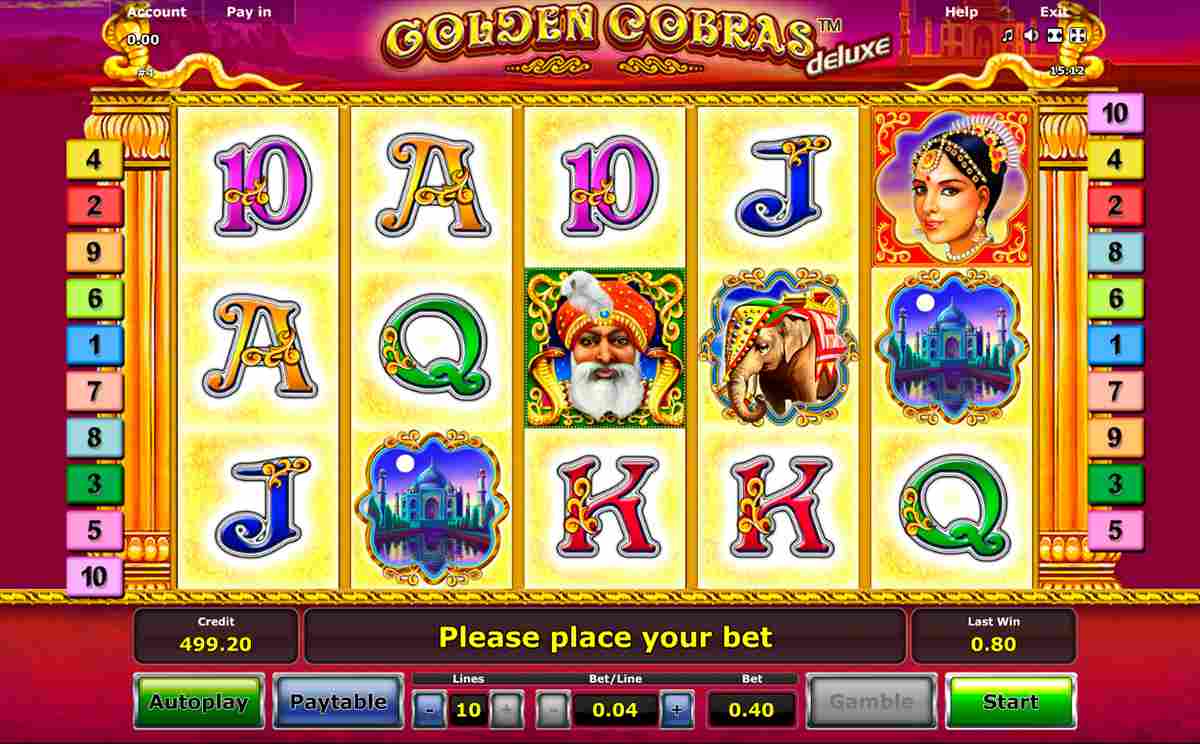 Account Pay in
0.00
#4
GOLDEN COBRAS™
deluxe
Help Exit
15:12
4
2
9
6
1
7
8
3
5
10
10 A 10 J
A Q
J K K Q
10
4
2
8
6
1
7
9
3
5
Credit
499.20
Please place your bet
Last Win
0.80
Autoplay
Paytable
Lines
- 10 +
Bet/Line
- 0.04 +
Bet
0.40
Gamble
Start